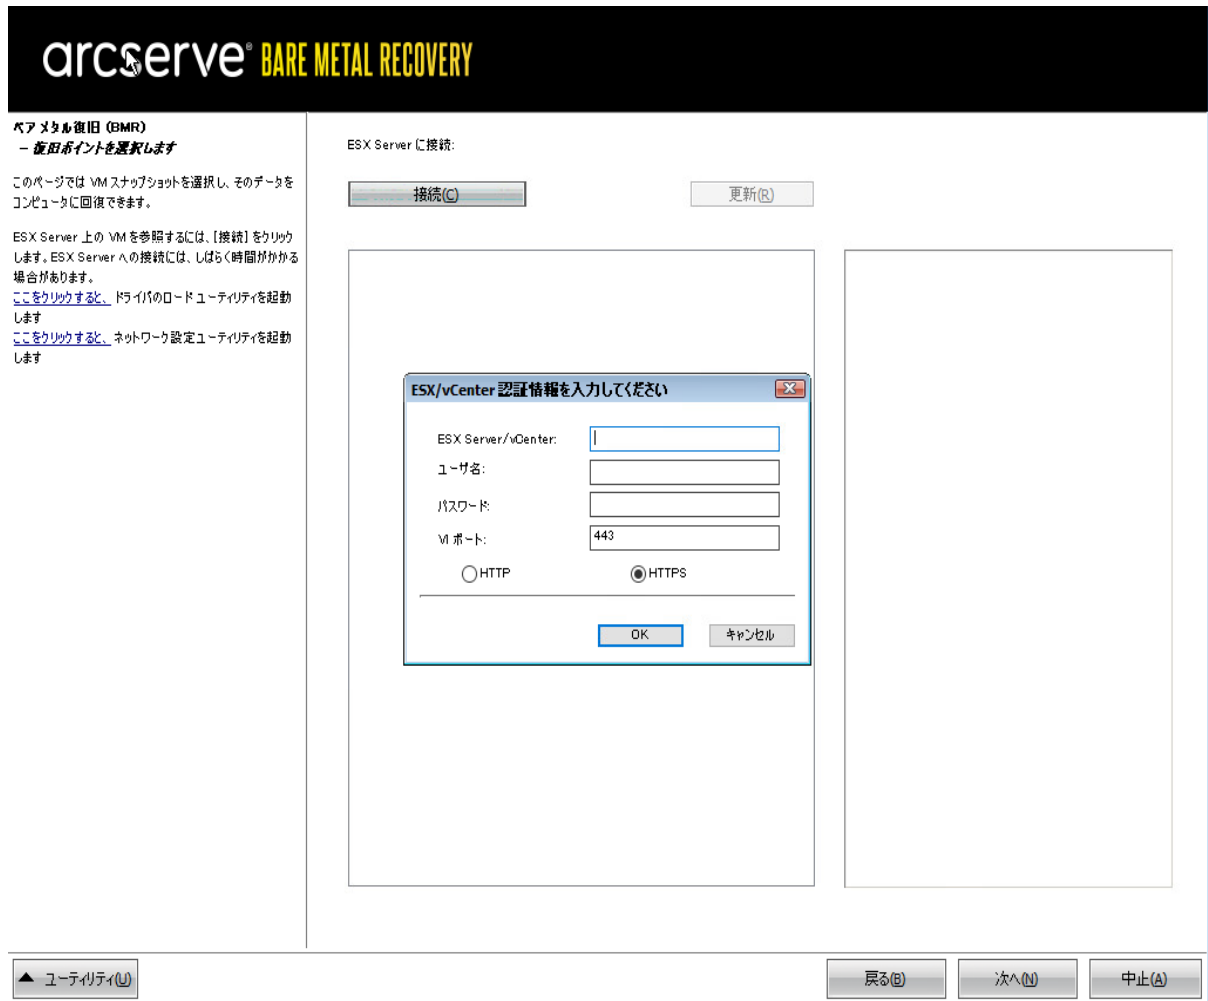 arcserve® BARE METAL RECOVERY
ベア メタル復旧 (BMR)
- 復旧ポイントを選択します
このページでは VM スナップショットを選択し、そのデータを
コンピュータに回復できます。
ESX Server 上の VM を参照するには、[接続] をクリック
します。ESX Server への接続には、しばらく時間がかかる
場合があります。
ここをクリックすると、 ドライバのロード ユーティリティを起動
します
ここをクリックすると、 ネットワーク設定ユーティリティを起動
します
ESX Server に接続:
接続(C)
更新(R)
ESX/vCenter 認証情報を入力してください
ESX Server/vCenter:
ユーザ名:
パスワード:
VI ポート:
443
HTTP
HTTPS
OK
キャンセル
▲ ユーティリティ(U)
戻る(B)
次へ(N)
中止(A)